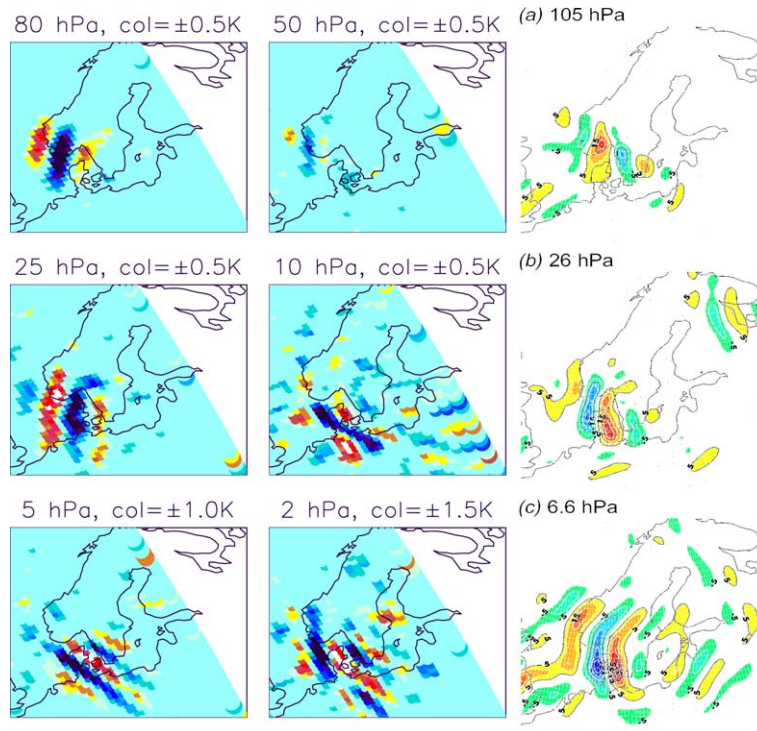 80 hPa, col=±0.5K
50 hPa, col=±0.5K
(a) 105 hPa
25 hPa, col=±0.5K
10 hPa, col=±0.5K
(b) 26 hPa
5 hPa, col=±1.0K
2 hPa, col=±1.5K
(c) 6.6 hPa